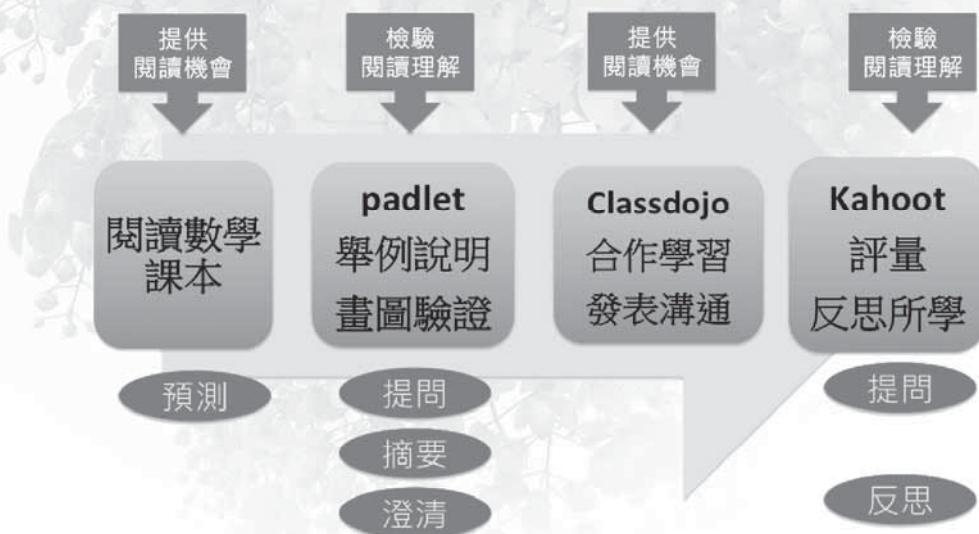 提供
閱讀機會
檢驗
閱讀理解
提供
閱讀機會
檢驗
閱讀理解
閱讀數學
課本
padlet
舉例說明
畫圖驗證
Classdojo
合作學習
發表溝通
Kahoot
評量
反思所學
預測
提問
摘要
澄清
提問
反思